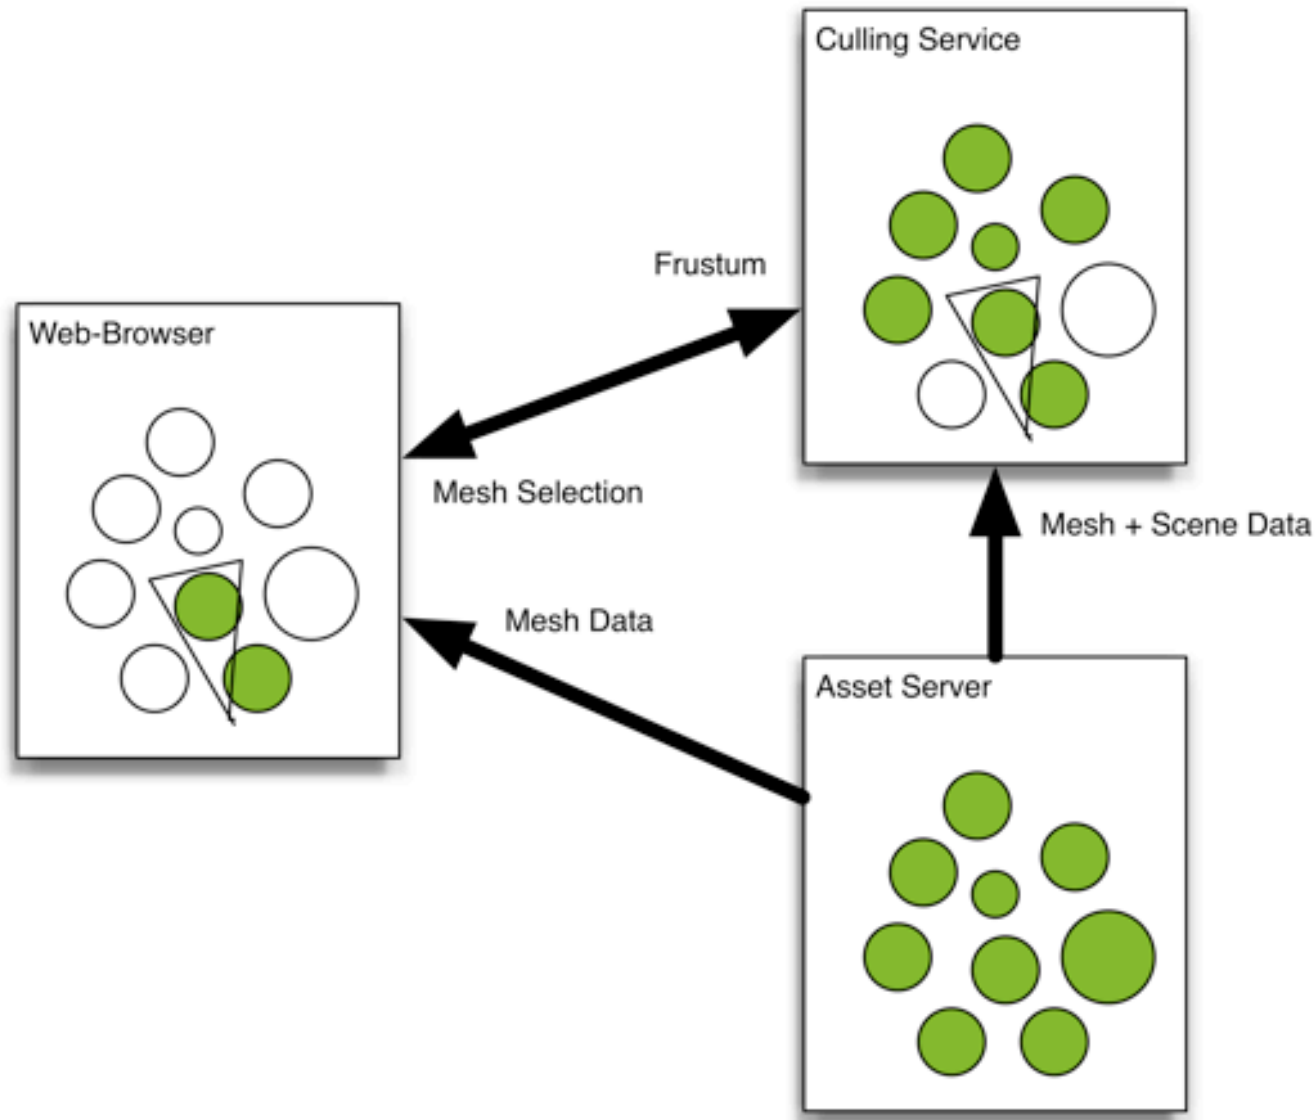 Culling Service
Frustum
Web-Browser
Mesh Selection
Mesh + Scene Data
Mesh Data
Asset Server